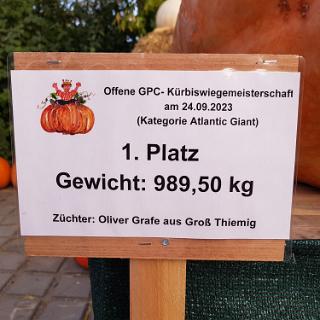 Offene GPC- Kürbiswiegemeisterschaft
am 24.09.2023
(Kategorie Atlantic Giant)
1. Platz
Gewicht: 989,50 kg
Züchter: Oliver Grafe aus Groß Thiemig